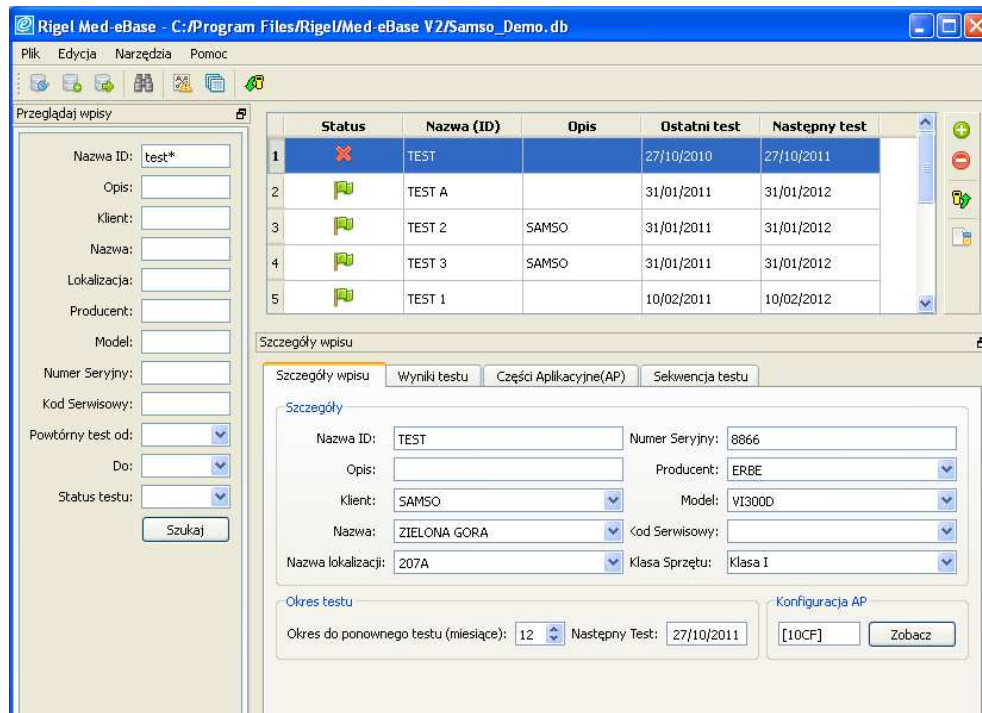 Rigel Med-eBase - C:/Program Files/Rigel/Med-eBase V2/Samso_Demo.db
Plik Edycja Narzędzia Pomoc
Przeglądaj wpisy
Nazwa ID: test*
Opis:
Klient:
Nazwa:
Lokalizacja:
Producent:
Model:
Numer Seryjny:
Kod Serwisowy:
Powtórny test od:
Do:
Status testu:
Szukaj
Status Nazwa (ID) Opis Ostatni test Następny test
1 TEST 27/10/2010 27/10/2011
2 TEST A 31/01/2011 31/01/2012
3 TEST 2 SAMSO 31/01/2011 31/01/2012
4 TEST 3 SAMSO 31/01/2011 31/01/2012
5 TEST 1 10/02/2011 10/02/2012
Szczegóły wpisu
Szczegóły wpisu Wyniki testu Części Aplikacyjne(AP) Sekwencja testu
Szczegóły
Nazwa ID: TEST Numer Seryjny: 8866
Opis: Producent: ERBE
Klient: SAMSO Model: VI300D
Nazwa: ZIELONA GORA Kod Serwisowy:
Nazwa lokalizacji: 207A Klasa Sprzętu: Klasa I
Okres testu Konfiguracja AP
Okres do ponownego testu (miesiące): 12 Następny Test: 27/10/2011 [10CF] Zobacz